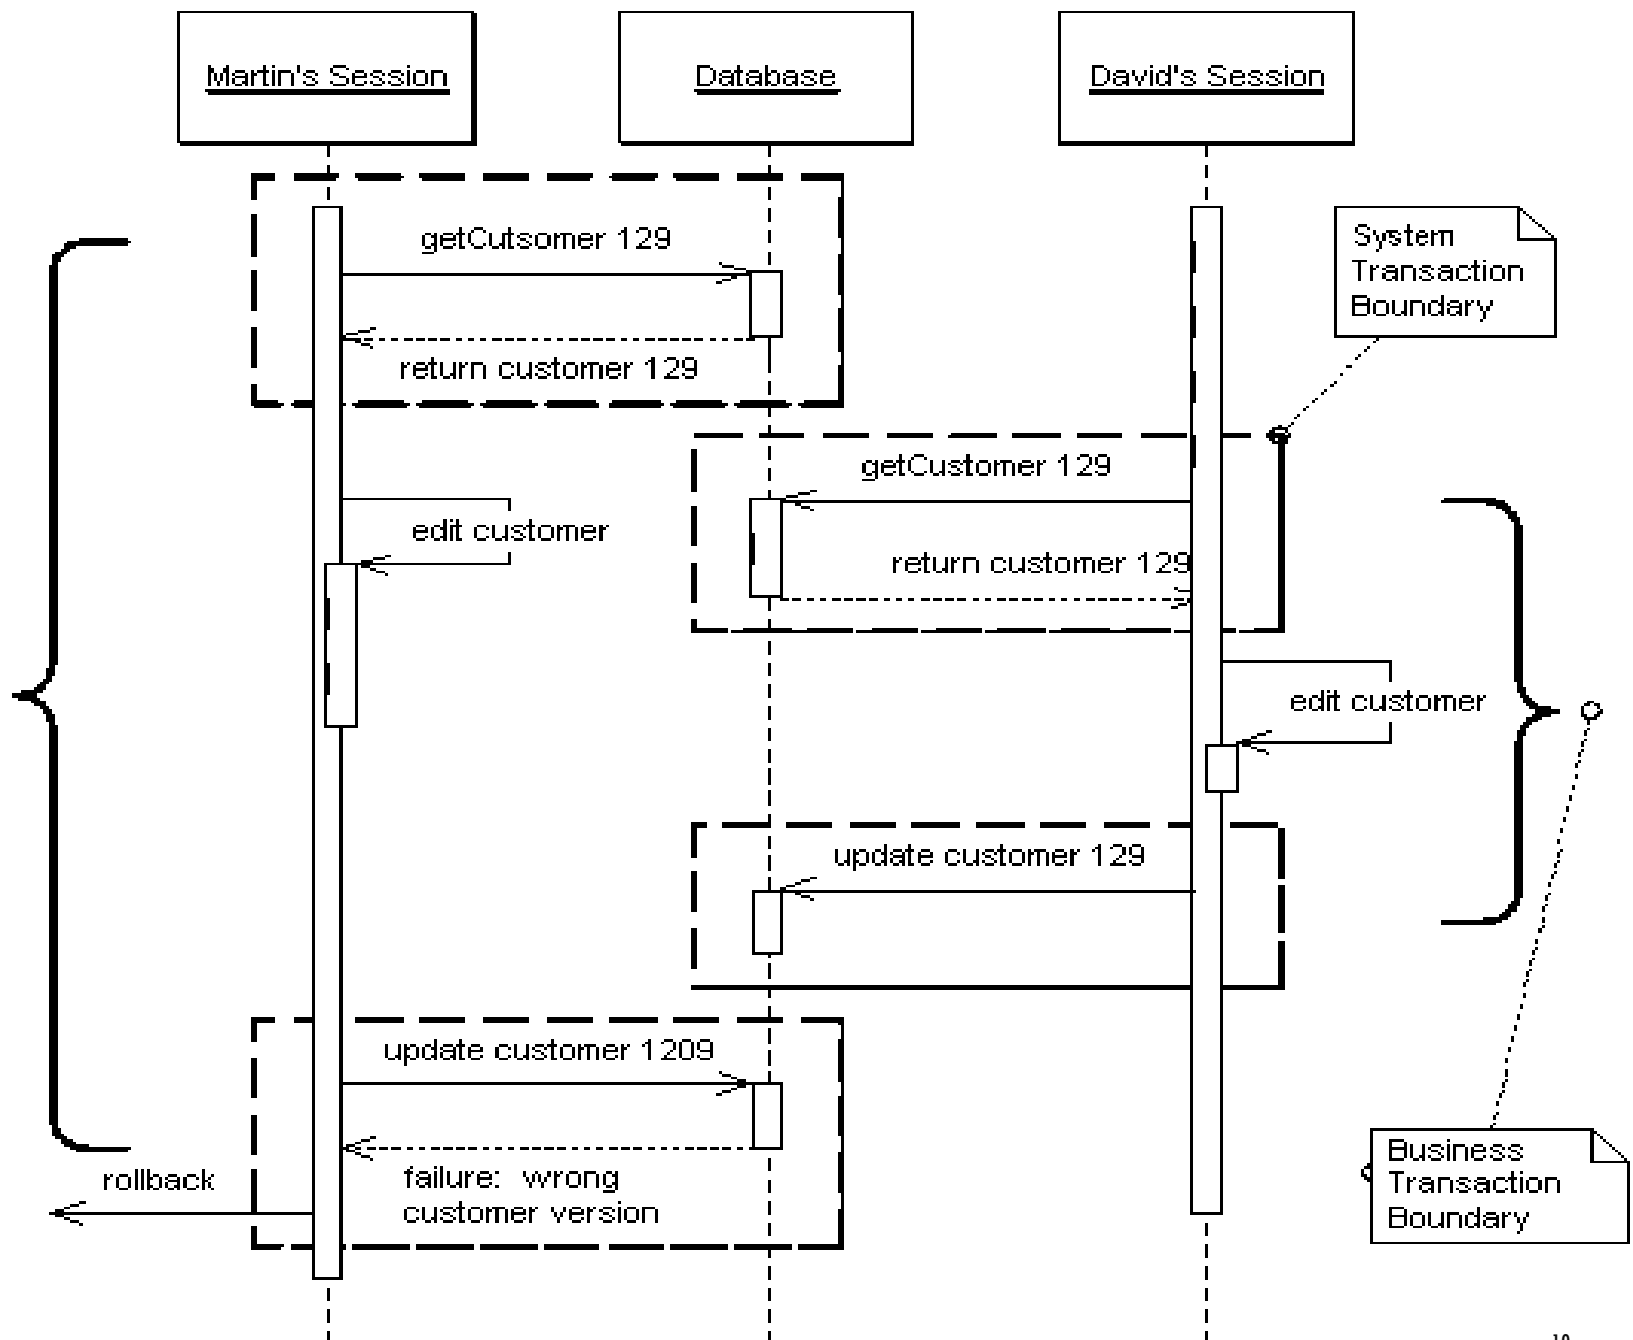 Martin's Session
Database
David's Session
getCutsomer 129
System
Transaction
Boundary
return customer 129
getCustomer 129
edit customer
return customer 129
edit customer
update customer 129
update customer 1209
failure: wrong
customer version
rollback
Business
Transaction
Boundary